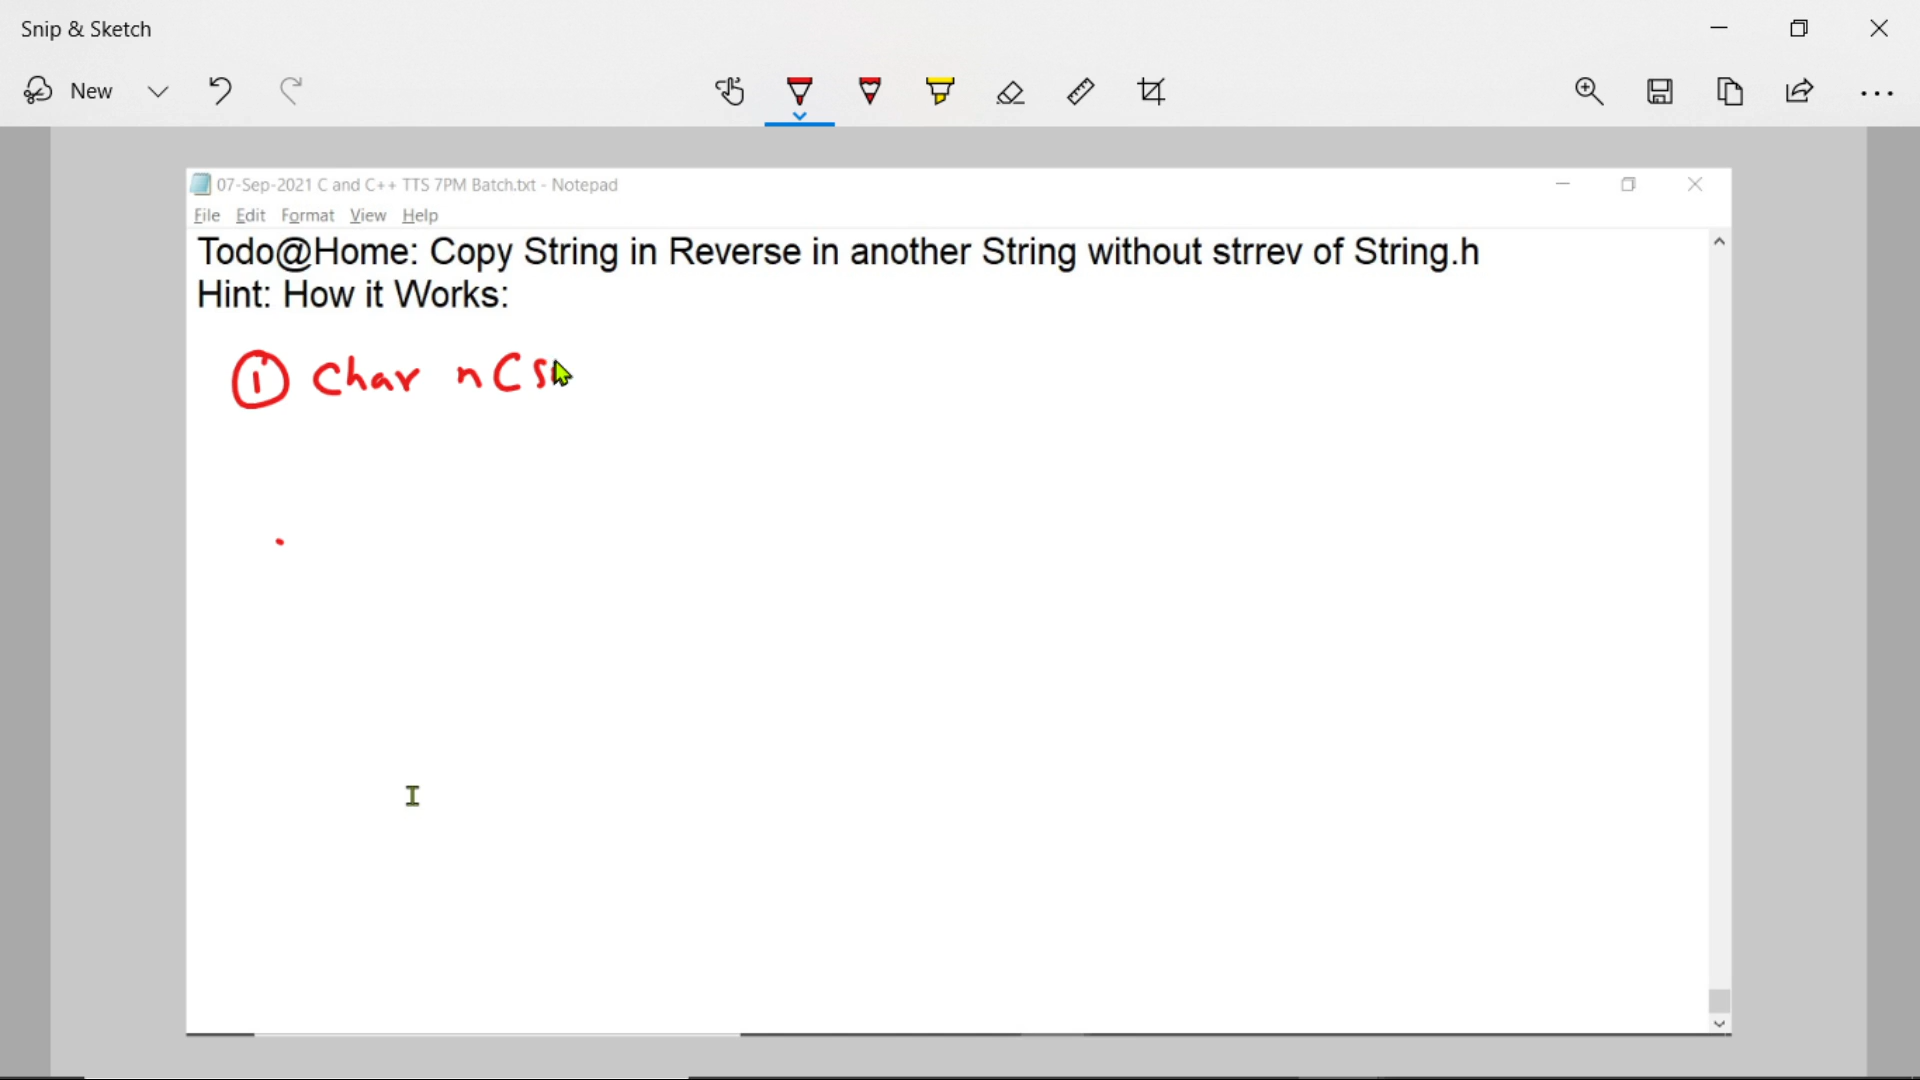 Snip & Sketch
New
07-Sep-2021 C and C++ TTS 7PM Batch.txt - Notepad
File Edit Format View Help
Todo@Home: Copy String in Reverse in another String without strrev of String.h
Hint: How it Works:
1 Char n